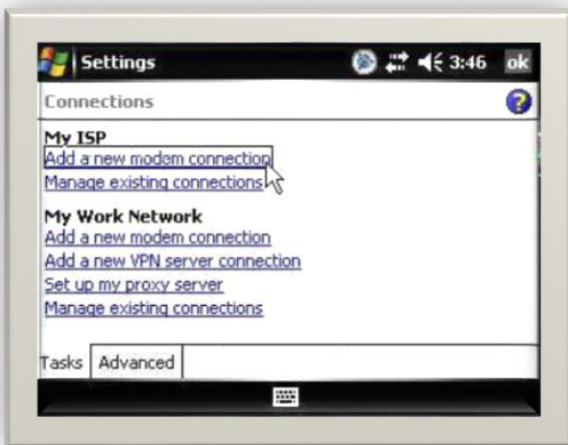 Settings 3:46 ok
Connections
My ISP
Add a new modem connection
Manage existing connections
My Work Network
Add a new modem connection
Add a new VPN server connection
Set up my proxy server
Manage existing connections
Tasks Advanced